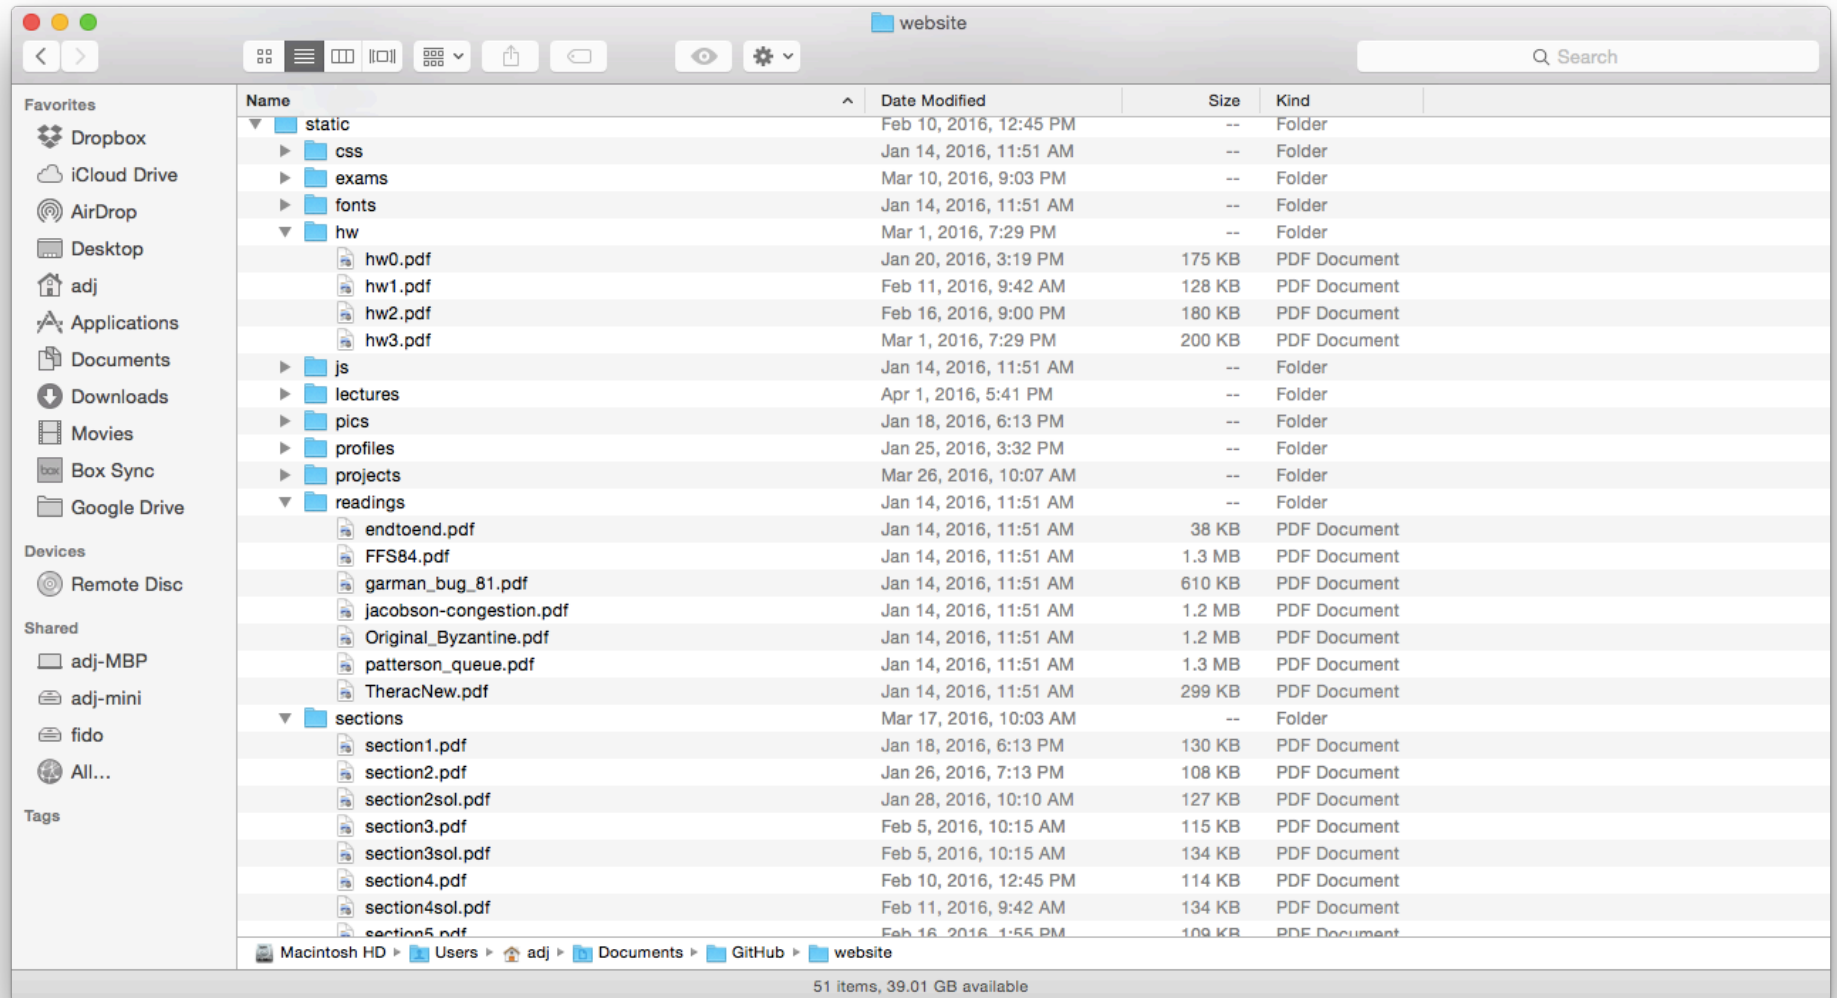 website
Search
Favorites
Dropbox
iCloud Drive
AirDrop
Desktop
adj
Applications
Documents
Downloads
Movies
box Box Sync
Google Drive
Devices
Remote Disc
Shared
adj-MBP
adj-mini
fido
All...
Tags
Name Date Modified Size Kind
static Feb 10, 2016, 12:45 PM -- Folder
css Jan 14, 2016, 11:51 AM -- Folder
exams Mar 10, 2016, 9:03 PM -- Folder
fonts Jan 14, 2016, 11:51 AM -- Folder
hw Mar 1, 2016, 7:29 PM -- Folder
hw0.pdf Jan 20, 2016, 3:19 PM 175 KB PDF Document
hw1.pdf Feb 11, 2016, 9:42 AM 128 KB PDF Document
hw2.pdf Feb 16, 2016, 9:00 PM 180 KB PDF Document
hw3.pdf Mar 1, 2016, 7:29 PM 200 KB PDF Document
js Jan 14, 2016, 11:51 AM -- Folder
lectures Apr 1, 2016, 5:41 PM -- Folder
pics Jan 18, 2016, 6:13 PM -- Folder
profiles Jan 25, 2016, 3:32 PM -- Folder
projects Mar 26, 2016, 10:07 AM -- Folder
readings Jan 14, 2016, 11:51 AM -- Folder
endtoend.pdf Jan 14, 2016, 11:51 AM 38 KB PDF Document
FFS84.pdf Jan 14, 2016, 11:51 AM 1.3 MB PDF Document
garman_bug_81.pdf Jan 14, 2016, 11:51 AM 610 KB PDF Document
jacobson-congestion.pdf Jan 14, 2016, 11:51 AM 1.2 MB PDF Document
Original_Byzantine.pdf Jan 14, 2016, 11:51 AM 1.2 MB PDF Document
patterson_queue.pdf Jan 14, 2016, 11:51 AM 1.3 MB PDF Document
TheracNew.pdf Jan 14, 2016, 11:51 AM 299 KB PDF Document
sections Mar 17, 2016, 10:03 AM -- Folder
section1.pdf Jan 18, 2016, 6:13 PM 130 KB PDF Document
section2.pdf Jan 26, 2016, 7:13 PM 108 KB PDF Document
section2sol.pdf Jan 28, 2016, 10:10 AM 127 KB PDF Document
section3.pdf Feb 5, 2016, 10:15 AM 115 KB PDF Document
section3sol.pdf Feb 5, 2016, 10:15 AM 134 KB PDF Document
section4.pdf Feb 10, 2016, 12:45 PM 114 KB PDF Document
section4sol.pdf Feb 11, 2016, 9:42 AM 134 KB PDF Document
section5.pdf Feb 16, 2016, 1:55 PM 109 KB PDF Document
Macintosh HD Users adj Documents GitHub website
51 items, 39.01 GB available